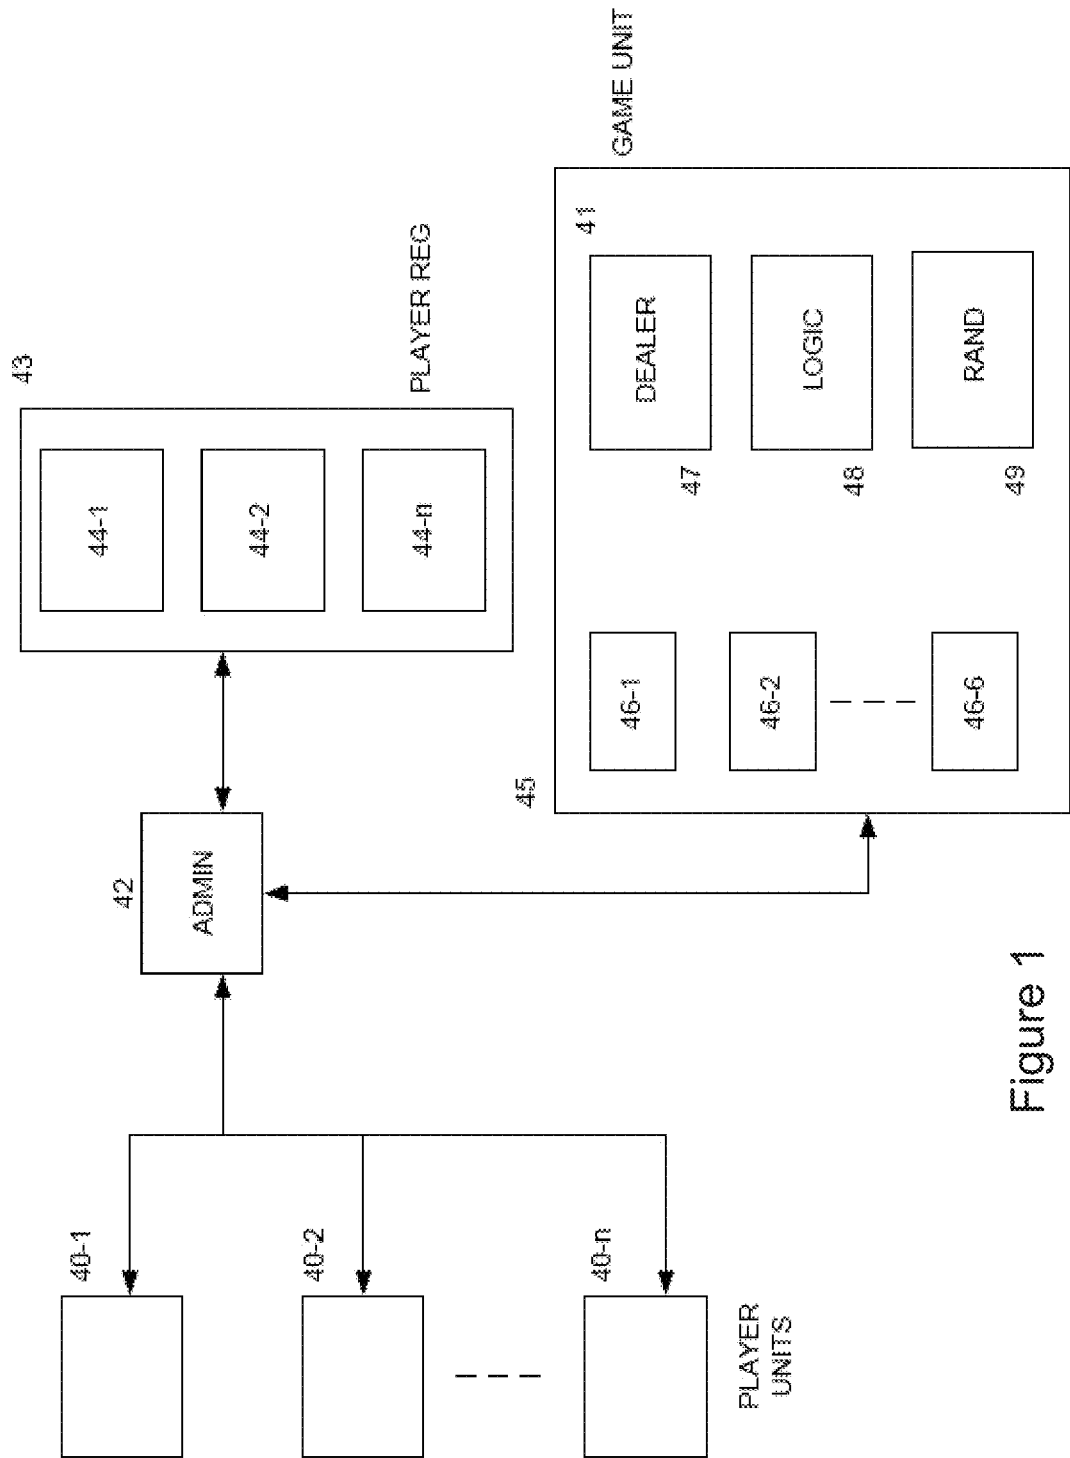 43
44-1
44-2
44-n
PLAYER REG
42
ADMIN
40-1
40-2
40-n
PLAYER
UNITS
GAME UNIT
45
41
46-1
46-2
46-6
DEALER
47
LOGIC
48
RAND
49
Figure 1